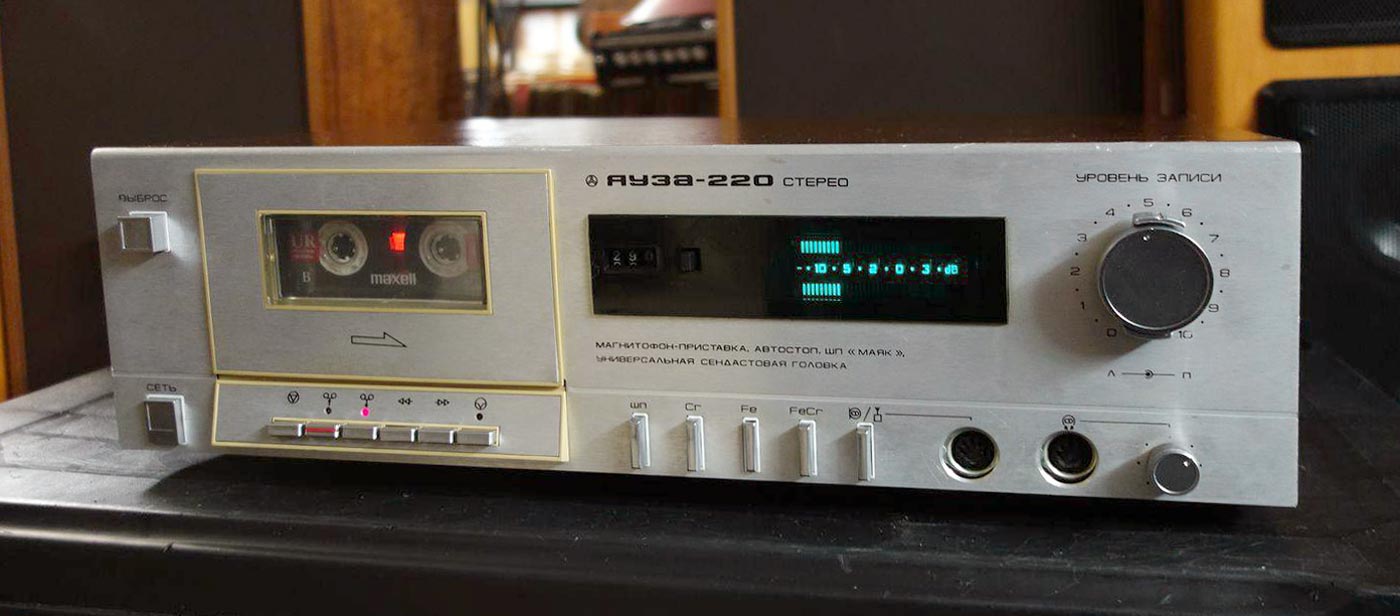 ВЫБРОС
СЕТЬ
UR
B
maxell
ЯУЗА-220 СТЕРЕО
290
- · 10 · 5 · 2 · 0 · 3 · dB
МАГНИТОФОН-ПРИСТАВКА, АВТОСТОП, ШП «МАЯК»,
УНИВЕРСАЛЬНАЯ СЕНДАСТОВАЯ ГОЛОВКА
УРОВЕНЬ ЗАПИСИ
0 1 2 3 4 5 6 7 8 9 10
Л П
ШП Cr Fe FeCr